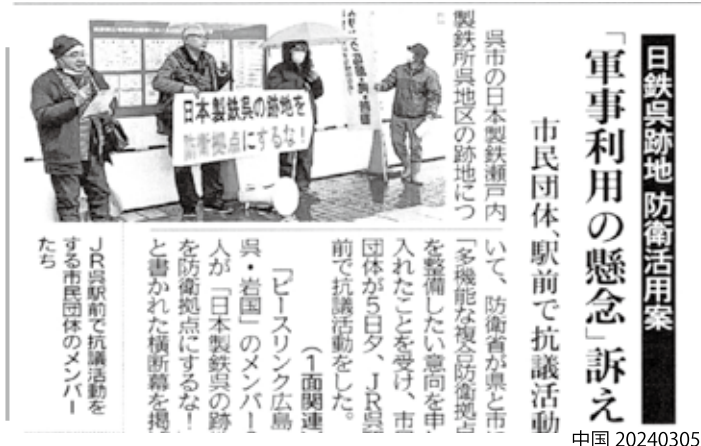 日鉄呉跡地 防衛活用案
「軍事利用の懸念」訴え
市民団体、駅前で抗議活動
呉市の日本製鉄瀬戸内
製鉄所呉地区の跡地につ
いて、防衛省が県と市に
「多機能な複合防衛拠点
を整備したい意向を申し
入れたことを受け、市民
団体が5日夕、JR呉駅
前で抗議活動をした。
(1面関連
「ピースリンク広島
呉・岩国」のメンバー
人が「日本製鉄呉の跡
を防衛拠点にするな!
と書かれた横断幕を掲
日本製鉄呉の跡地を
防衛拠点にするな!
JR呉駅前で抗議活動を
する市民団体のメンバー
たち
中国 20240305